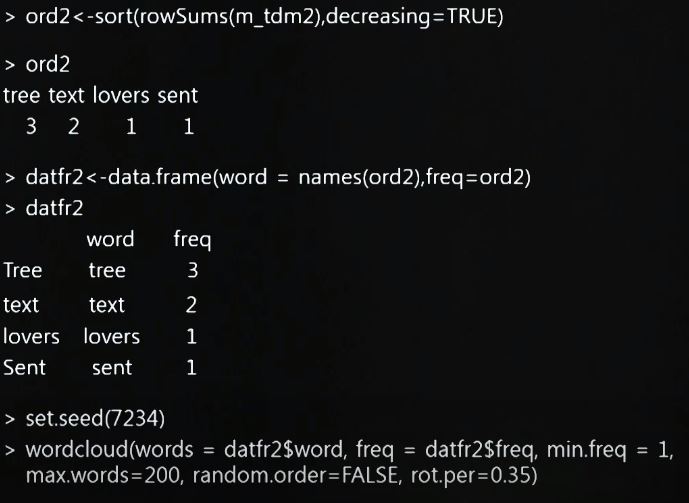 > ord2<-sort(rowSums(m_tdm2),decreasing=TRUE)
> ord2
tree text lovers sent
3 2 1 1
> datfr2<-data.frame(word = names(ord2),freq=ord2)
> datfr2
word freq
Tree tree 3
text text 2
lovers lovers 1
Sent sent 1
> set.seed(7234)
> wordcloud(words = datfr2$word, freq = datfr2$freq, min.freq = 1,
max.words=200, random.order=FALSE, rot.per=0.35)